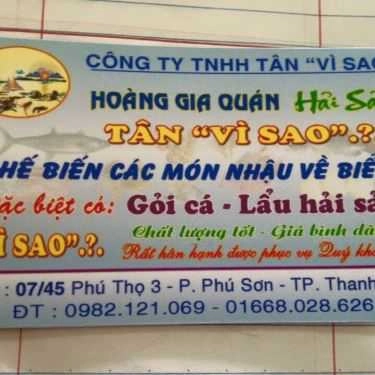 CÔNG TY TNHH TÂN "VÌ SAO
HOÀNG GIA QUÁN Hải Sả
TÂN "VÌ SAO".?
HẾ BIẾN CÁC MÓN NHẬU VỀ BIỂ
ặc biệt có: Gỏi cá - Lẩu hải sả
Ì SAO".?. Chất lượng tốt - Giá bình dâ
Rất hân hạnh được phục vụ Quý khá
: 07/45 Phú Thọ 3 - P. Phú Sơn - TP. Thanh
ĐT : 0982.121.069 - 01668.028.626